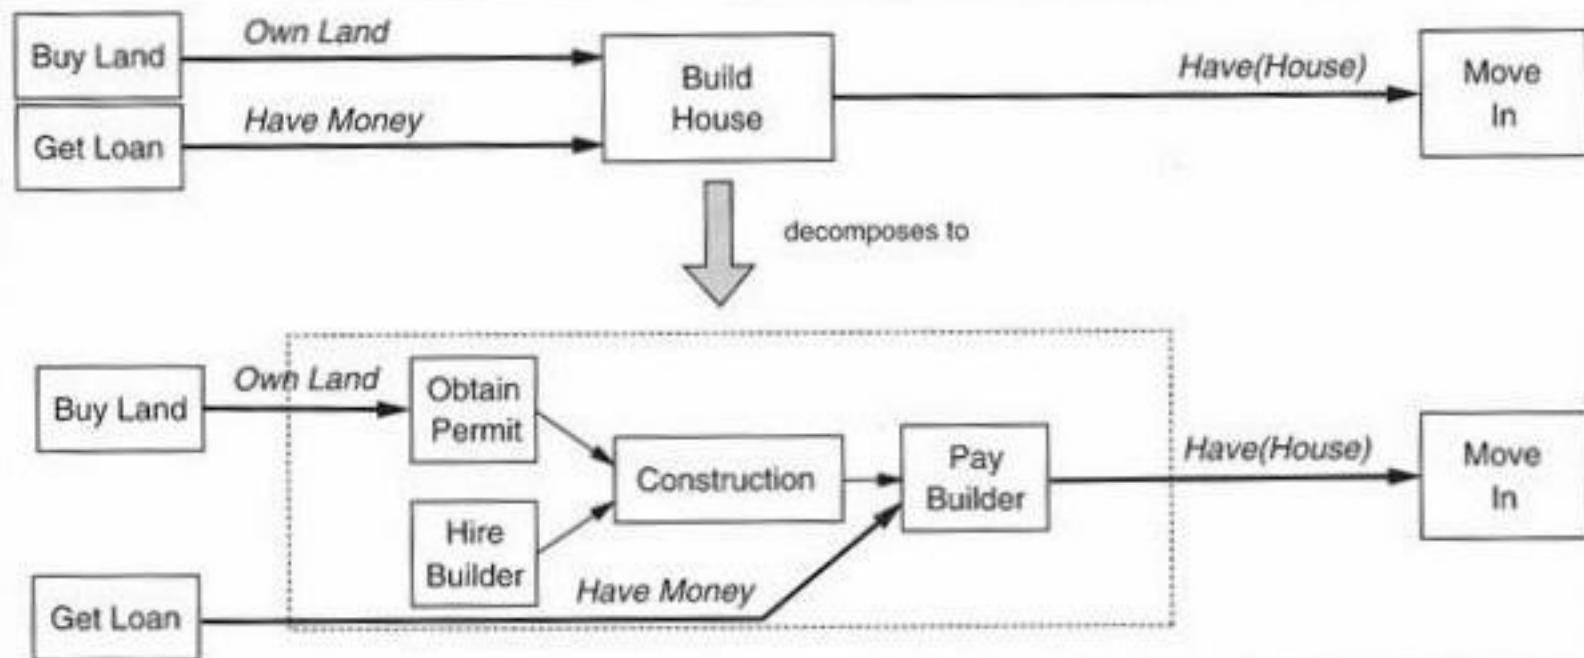 Buy Land
Own Land
Get Loan
Have Money
Build
House
Have(House)
Move
In
decomposes to
Buy Land
Own Land
Obtain
Permit
Hire
Builder
Construction
Pay
Builder
Have(House)
Move
In
Get Loan
Have Money